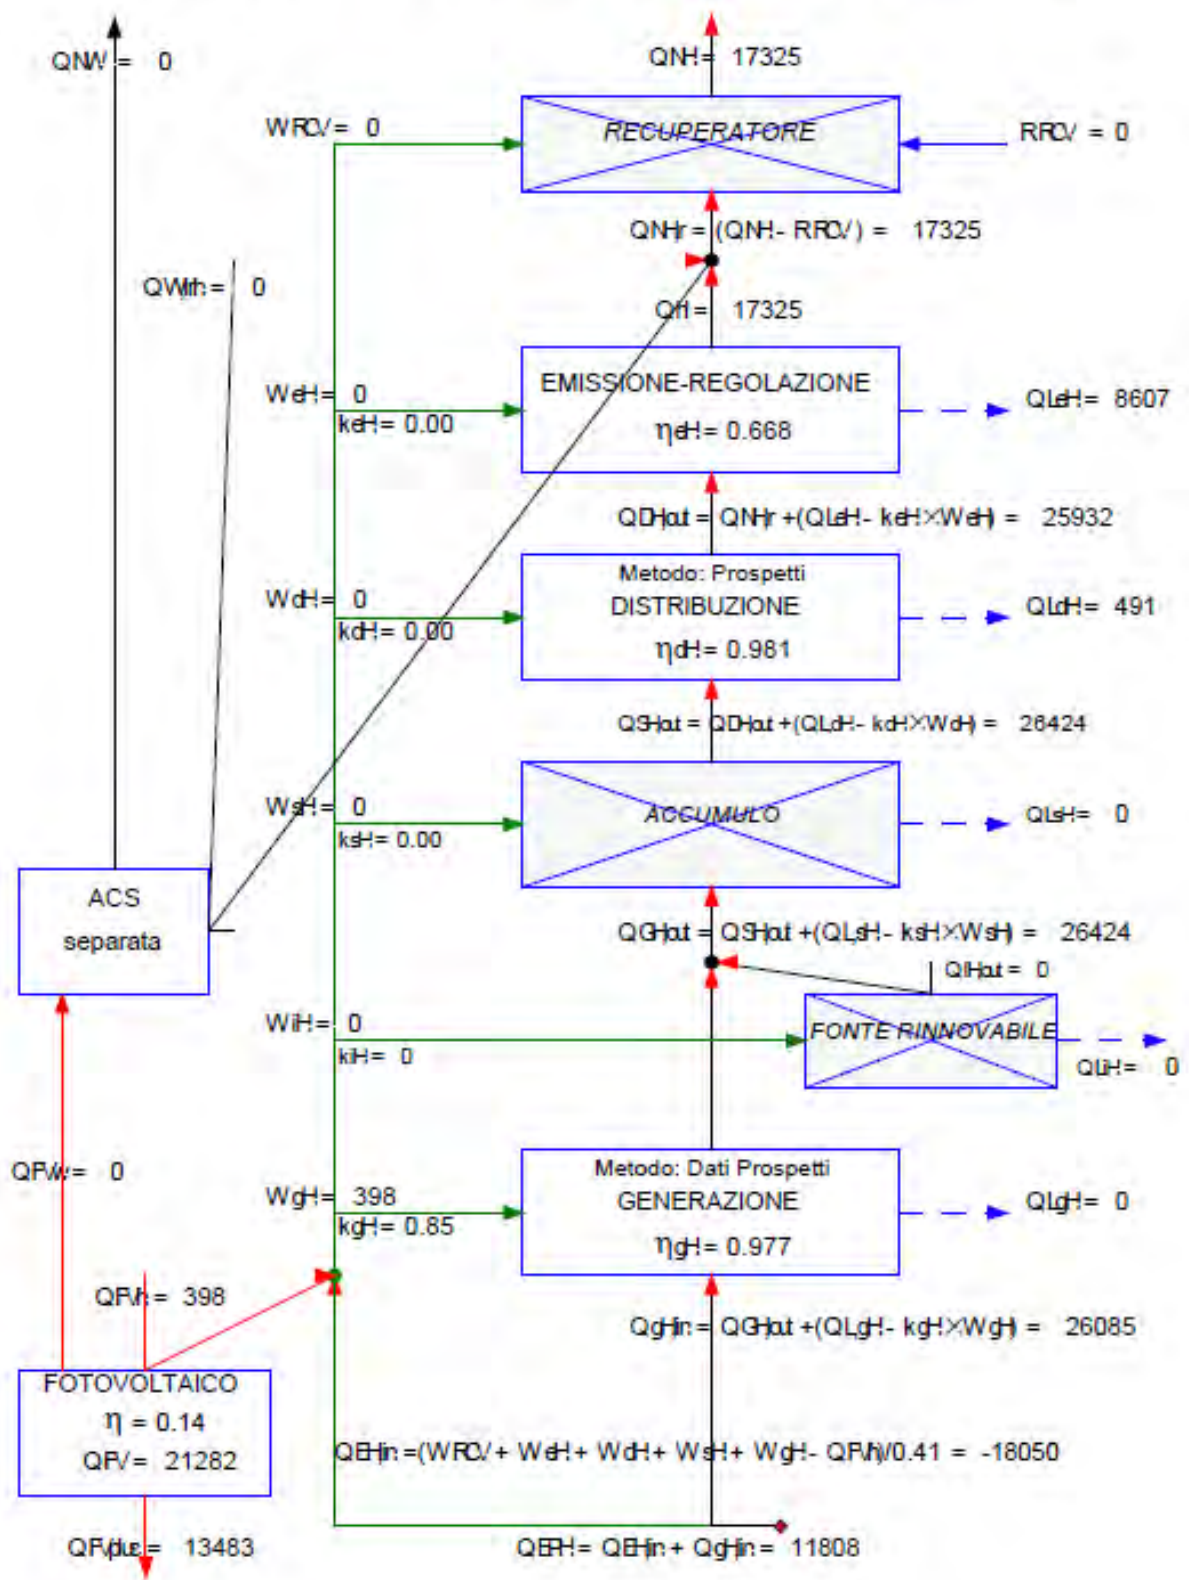 QNW = 0
QNH = 17325
WRCV = 0
RECUPERATORE
RRCV = 0
QNHr = (QNH - RRCV) = 17325
QWrh = 0
QH = 17325
EMISSIONE-REGOLAZIONE
WeH = 0
QLeH = 8607
keH = 0.00
ηeH = 0.668
QDHout = QNHr + (QLeH - keH×WeH) = 25932
Metodo: Prospetti
WdH = 0
DISTRIBUZIONE
QLdH = 491
kdH = 0.00
ηdH = 0.981
QSHout = QDHout + (QLdH - kdH×WdH) = 26424
WsH = 0
ACCUMULO
QLsH = 0
ksH = 0.00
ACS
separata
QGHout = QSHout + (QLsH - ksH×WsH) = 26424
QIHout = 0
WiH = 0
FONTE RINNOVABILE
kiH = 0
QLiH = 0
QFVw = 0
Metodo: Dati Prospetti
WgH = 398
GENERAZIONE
QLgH = 0
kgH = 0.85
ηgH = 0.977
QFVh = 398
QgHin = QGHout + (QLgH - kgH×WgH) = 26085
FOTOVOLTAICO
η = 0.14
QFV = 21282
QEHin = (WRCV + WeH + WdH + WsH + WgH - QFVh)/0.41 = -18050
QFVplus = 13483
QEPH = QEHin + QgHin = 11808